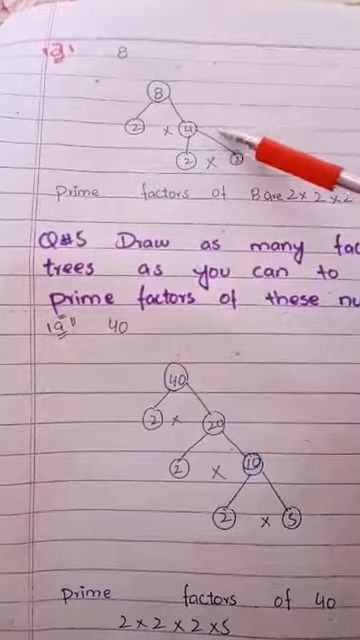 "a" 8
8
2 × 4
2 × 2
Prime factors of 8 are 2 × 2 × 2
Q#5 Draw as many fac
trees as you can to
prime factors of these nu
"a" 40
40
2 × 20
2 × 10
2 × 5
Prime factors of 40
2 × 2 × 2 × 5